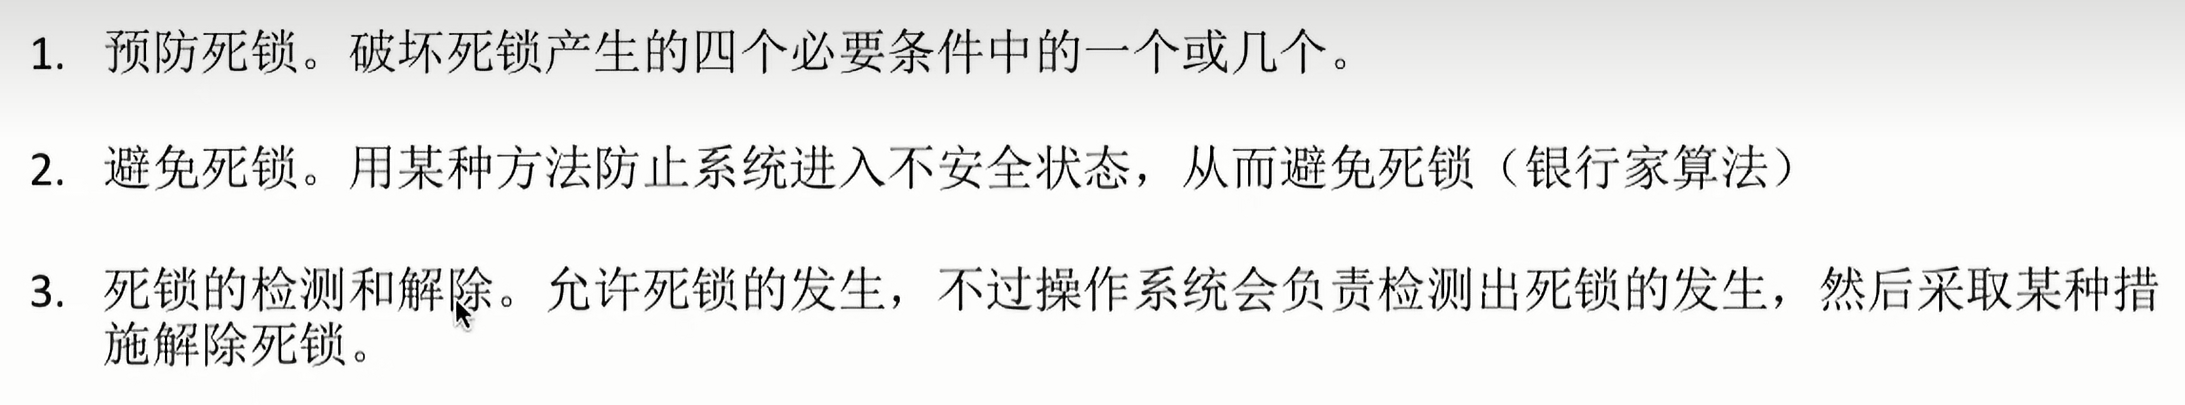 1. 预防死锁。破坏死锁产生的四个必要条件中的一个或几个。
2. 避免死锁。用某种方法防止系统进入不安全状态，从而避免死锁（银行家算法）
3. 死锁的检测和解除。允许死锁的发生，不过操作系统会负责检测出死锁的发生，然后采取某种措
施解除死锁。